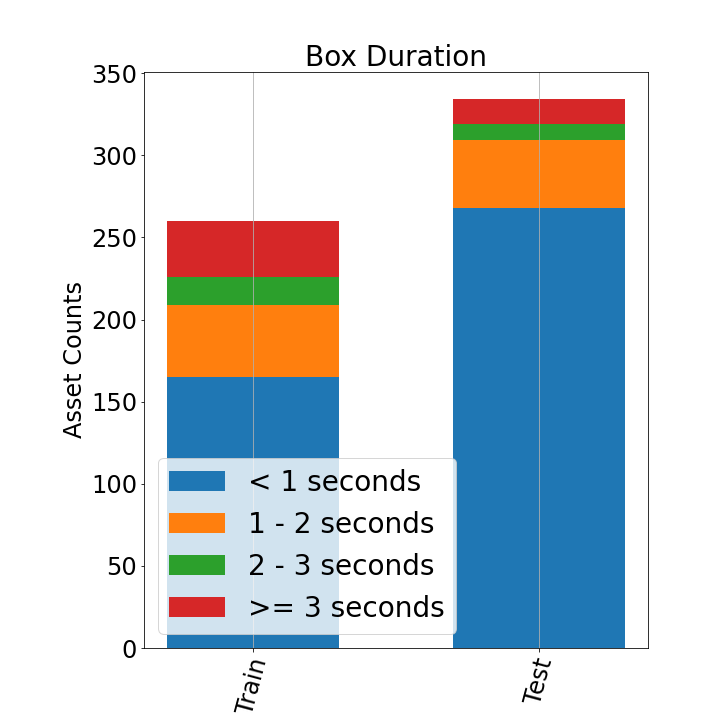 Box Duration
Asset Counts
350
300
250
200
150
100
50
0
< 1 seconds
1 - 2 seconds
2 - 3 seconds
>= 3 seconds
Train
Test